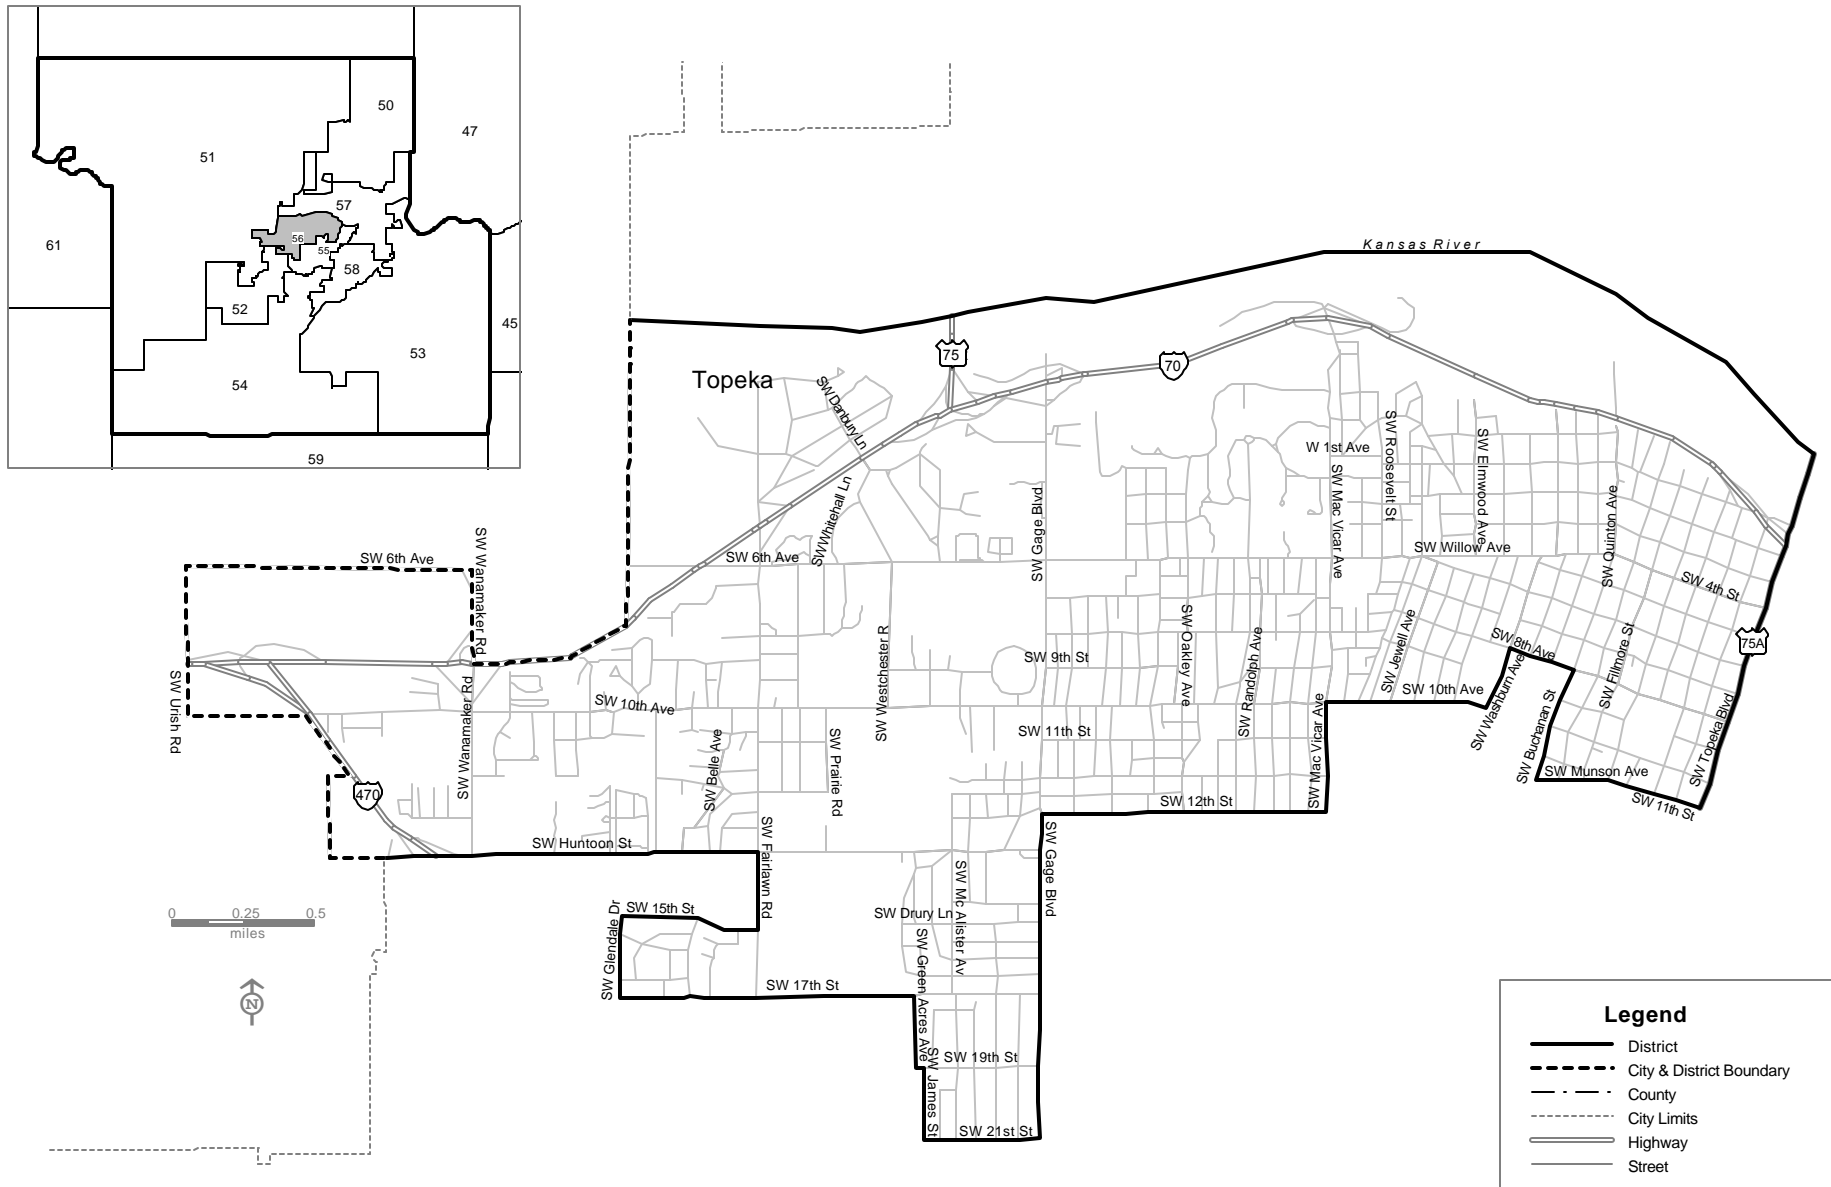 50
47
51
57
61
56
55
58
52
45
53
54
59
Kansas River
75
70
Topeka
SW Danbury Ln
W 1st Ave
SW Roosevelt St
SW Elmwood Ave
SW Whitehall Ln
SW Gage Blvd
SW Mac Vicar Ave
SW Quinton Ave
SW 6th Ave
SW Wanamaker Rd
SW 6th Ave
SW Willow Ave
SW 4th St
75A
SW Urish Rd
SW Wanamaker Rd
SW 10th Ave
SW Westchester R
SW 9th St
SW Oakley Ave
SW Randolph Ave
SW Jewell Ave
SW 8th Ave
SW Fillmore St
SW 10th Ave
SW Washburn Ave
SW Buchanan St
SW Topeka Blvd
SW Belle Ave
SW Prairie Rd
SW 11th St
SW Mac Vicar Ave
SW Munson Ave
470
SW 12th St
SW 11th St
SW Huntoon St
SW Fairlawn Rd
SW Gage Blvd
SW Mc Alister Av
0 0.25 0.5
miles
SW Glendale Dr
SW 15th St
SW Drury Ln
SW Green Acres Ave
SW 17th St
N
SW 19th St
SW James St
SW 21st St
Legend
District
City & District Boundary
County
City Limits
Highway
Street